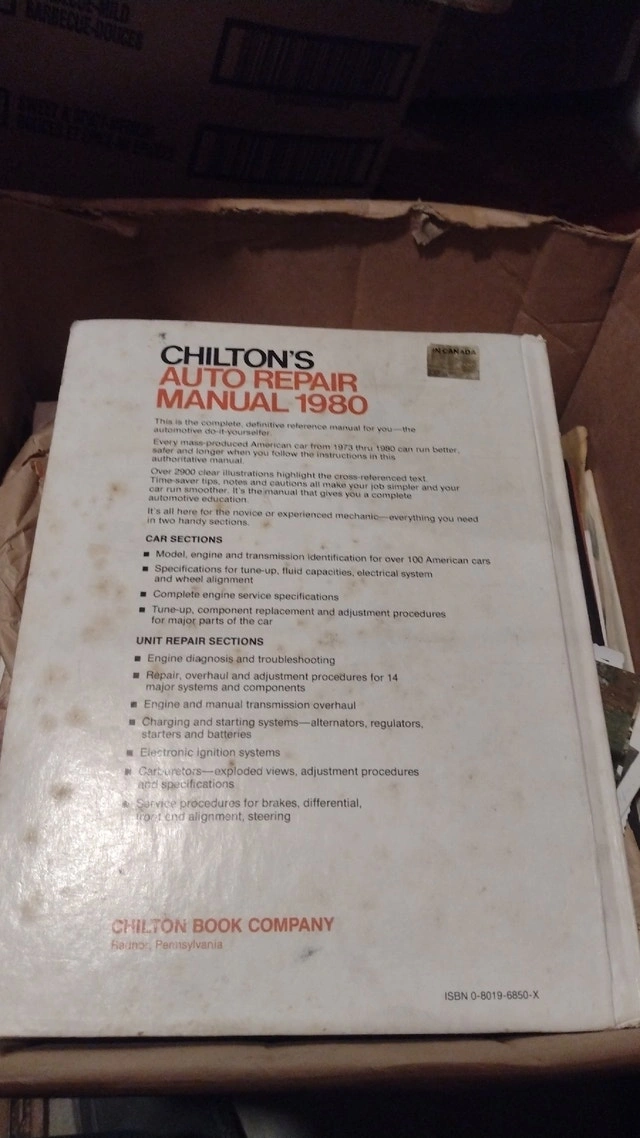 BARBECUE-DOUCES
CHILTON'S
AUTO REPAIR
MANUAL 1980
IN CANADA
This is the complete, definitive reference manual for you—the
automotive do-it-yourselfer.
Every mass-produced American car from 1973 thru 1980 can run better,
safer and longer when you follow the instructions in this
authoritative manual.
Over 2900 clear illustrations highlight the cross-referenced text.
Time-saver tips, notes and cautions all make your job simpler and your
car run smoother. It's the manual that gives you a complete
automotive education.
It's all here for the novice or experienced mechanic—everything you need
in two handy sections.
CAR SECTIONS
■ Model, engine and transmission identification for over 100 American cars
■ Specifications for tune-up, fluid capacities, electrical system
and wheel alignment
■ Complete engine service specifications
■ Tune-up, component replacement and adjustment procedures
for major parts of the car
UNIT REPAIR SECTIONS
■ Engine diagnosis and troubleshooting
■ Repair, overhaul and adjustment procedures for 14
major systems and components
■ Engine and manual transmission overhaul
■ Charging and starting systems—alternators, regulators,
starters and batteries
■ Electronic ignition systems
■ Carburetors—exploded views, adjustment procedures
and specifications
■ Service procedures for brakes, differential,
front end alignment, steering
CHILTON BOOK COMPANY
Radnor, Pennsylvania
ISBN 0-8019-6850-X